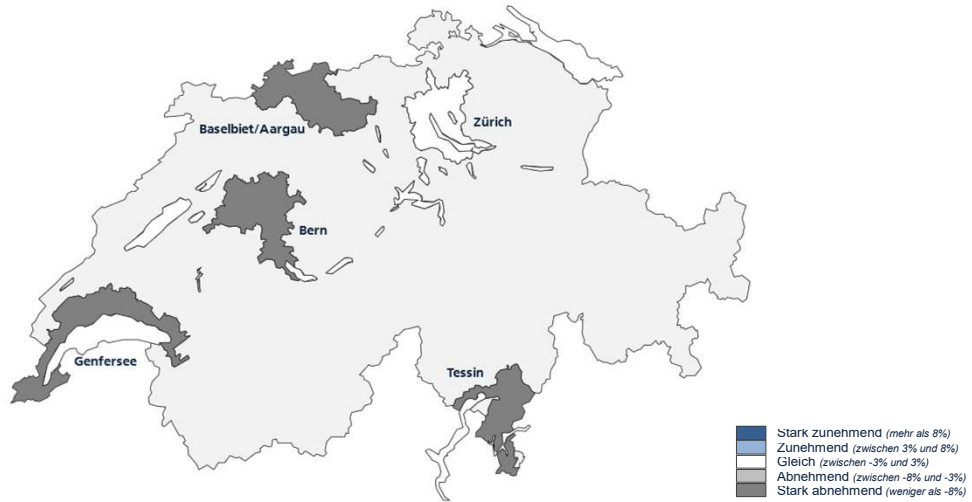 Baselbiet/Aargau
Zürich
Bern
Genfersee
Tessin
Stark zunehmend (mehr als 8%)
Zunehmend (zwischen 3% und 8%)
Gleich (zwischen -3% und 3%)
Abnehmend (zwischen -8% und -3%)
Stark abnehmend (weniger als -8%)